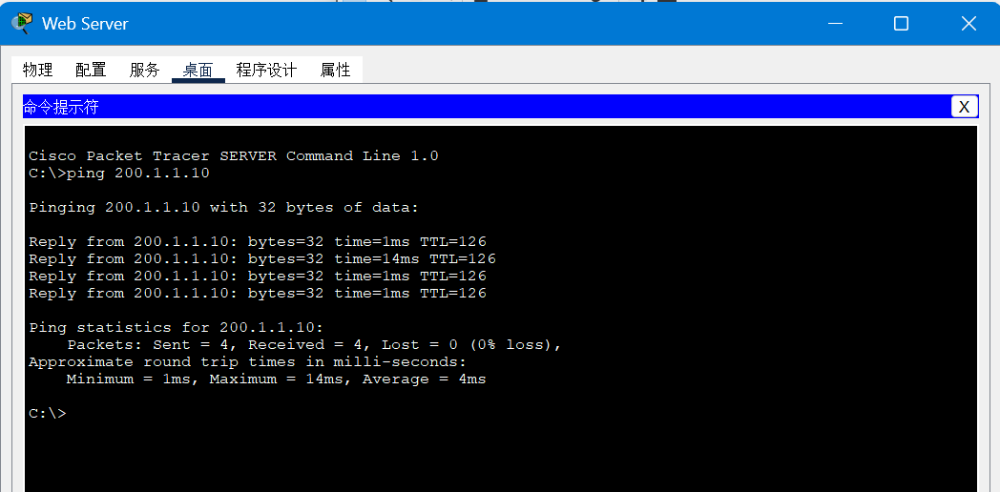 Web Server
物理 配置 服务 桌面 程序设计 属性
命令提示符 X
Cisco Packet Tracer SERVER Command Line 1.0
C:\>ping 200.1.1.10
Pinging 200.1.1.10 with 32 bytes of data:
Reply from 200.1.1.10: bytes=32 time=1ms TTL=126
Reply from 200.1.1.10: bytes=32 time=14ms TTL=126
Reply from 200.1.1.10: bytes=32 time=1ms TTL=126
Reply from 200.1.1.10: bytes=32 time=1ms TTL=126
Ping statistics for 200.1.1.10:
Packets: Sent = 4, Received = 4, Lost = 0 (0% loss),
Approximate round trip times in milli-seconds:
Minimum = 1ms, Maximum = 14ms, Average = 4ms
C:\>